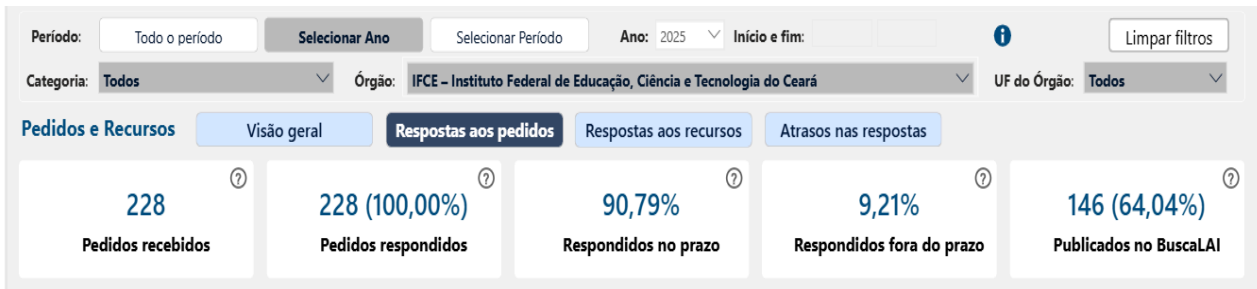 Período: Todo o período Selecionar Ano Selecionar Período Ano: 2025 Início e fim: Limpar filtros
Categoria: Todos Órgão: IFCE – Instituto Federal de Educação, Ciência e Tecnologia do Ceará UF do Órgão: Todos
Pedidos e Recursos Visão geral Respostas aos pedidos Respostas aos recursos Atrasos nas respostas
228 228 (100,00%) 90,79% 9,21% 146 (64,04%)
Pedidos recebidos Pedidos respondidos Respondidos no prazo Respondidos fora do prazo Publicados no BuscaLAI